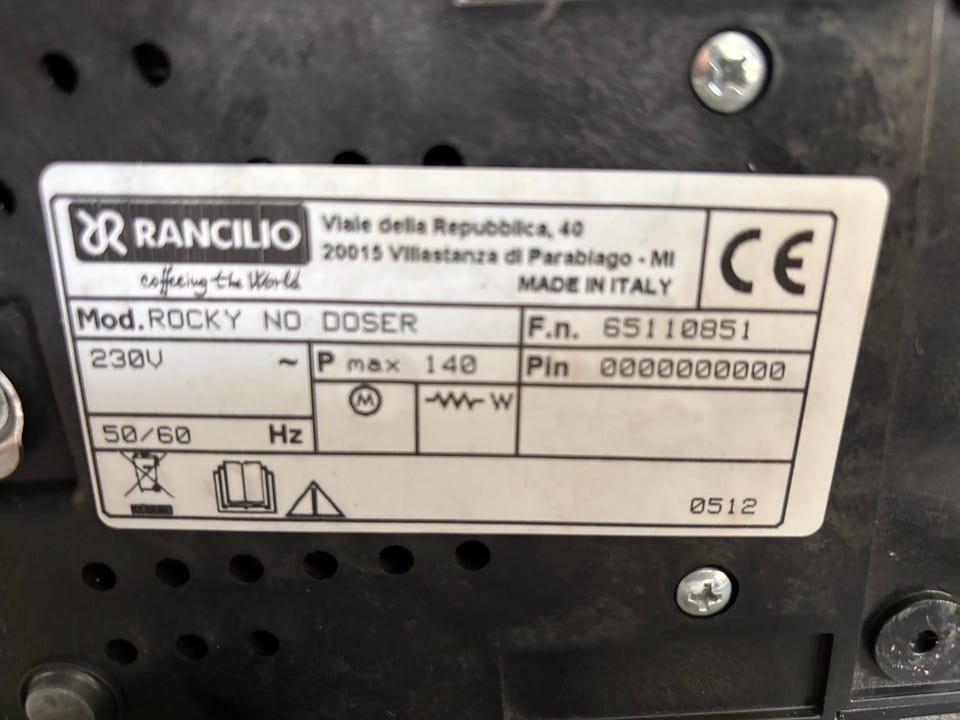 RANCILIO
coffeeing the World
Viale della Repubblica, 40
20015 Villastanza di Parabiago - MI
MADE IN ITALY
CE
Mod. ROCKY NO DOSER
F.n. 65110851
230V ~
P max 140
Pin 0000000000
M
W
50/60 Hz
0512